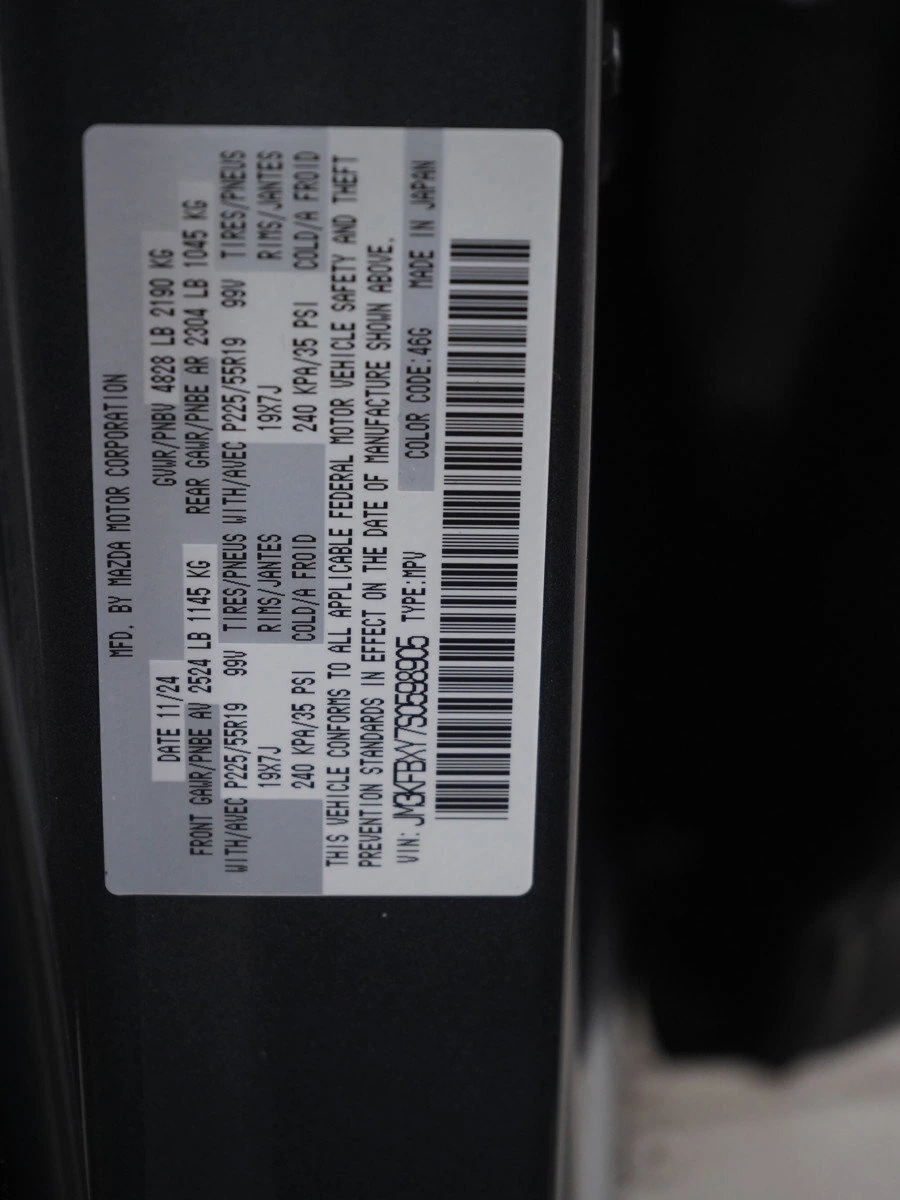 MFD. BY MAZDA MOTOR CORPORATION
DATE 11/24 GVWR/PNBV 4828 LB 2190 KG
FRONT GAWR/PNBE AV 2524 LB 1145 KG REAR GAWR/PNBE AR 2304 LB 1045 KG
WITH/AVEC P225/55R19 99V TIRES/PNEUS WITH/AVEC P225/55R19 99V TIRES/PNEUS
19X7J RIMS/JANTES 19X7J RIMS/JANTES
240 KPA/35 PSI COLD/A FROID 240 KPA/35 PSI COLD/A FROID
THIS VEHICLE CONFORMS TO ALL APPLICABLE FEDERAL MOTOR VEHICLE SAFETY AND THEFT
PREVENTION STANDARDS IN EFFECT ON THE DATE OF MANUFACTURE SHOWN ABOVE.
VIN: JM3KFBXY7S0598905 TYPE:MPV COLOR CODE:46G MADE IN JAPAN